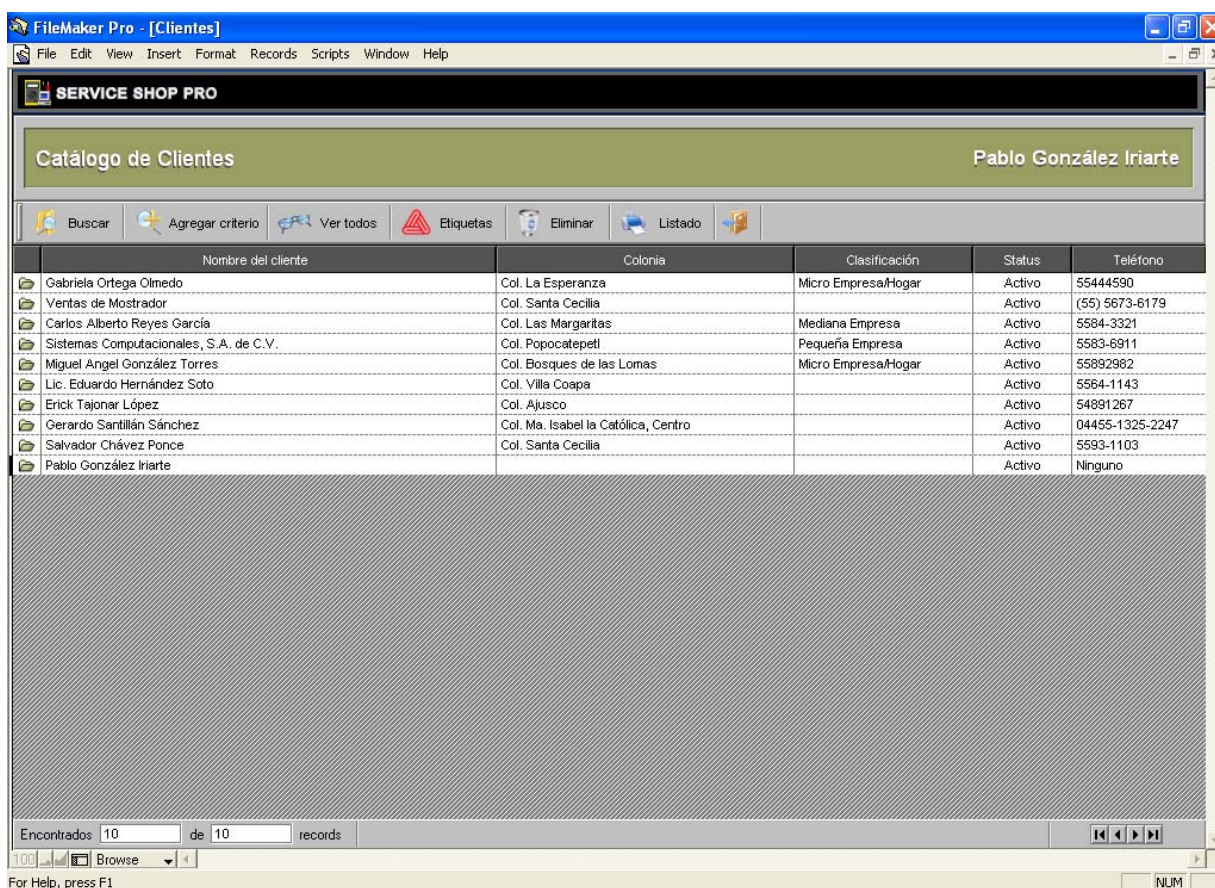 FileMaker Pro - [Clientes]
File Edit View Insert Format Records Scripts Window Help
SERVICE SHOP PRO
Catálogo de Clientes Pablo González Iriarte
Buscar Agregar criterio Ver todos Etiquetas Eliminar Listado
Nombre del cliente Colonia Clasificación Status Teléfono
Gabriela Ortega Olmedo Col. La Esperanza Micro Empresa/Hogar Activo 55444590
Ventas de Mostrador Col. Santa Cecilia Activo (55) 5673-6179
Carlos Alberto Reyes García Col. Las Margaritas Mediana Empresa Activo 5584-3321
Sistemas Computacionales, S.A. de C.V. Col. Popocatepetl Pequeña Empresa Activo 5583-6911
Miguel Angel González Torres Col. Bosques de las Lomas Micro Empresa/Hogar Activo 55892982
Lic. Eduardo Hernández Soto Col. Villa Coapa Activo 5564-1143
Erick Tajonar López Col. Ajusco Activo 54891267
Gerardo Santillán Sánchez Col. Ma. Isabel la Católica, Centro Activo 04455-1325-2247
Salvador Chávez Ponce Col. Santa Cecilia Activo 5593-1103
Pablo González Iriarte Activo Ninguno
Encontrados 10 de 10 records
100 Browse
For Help, press F1 NUM